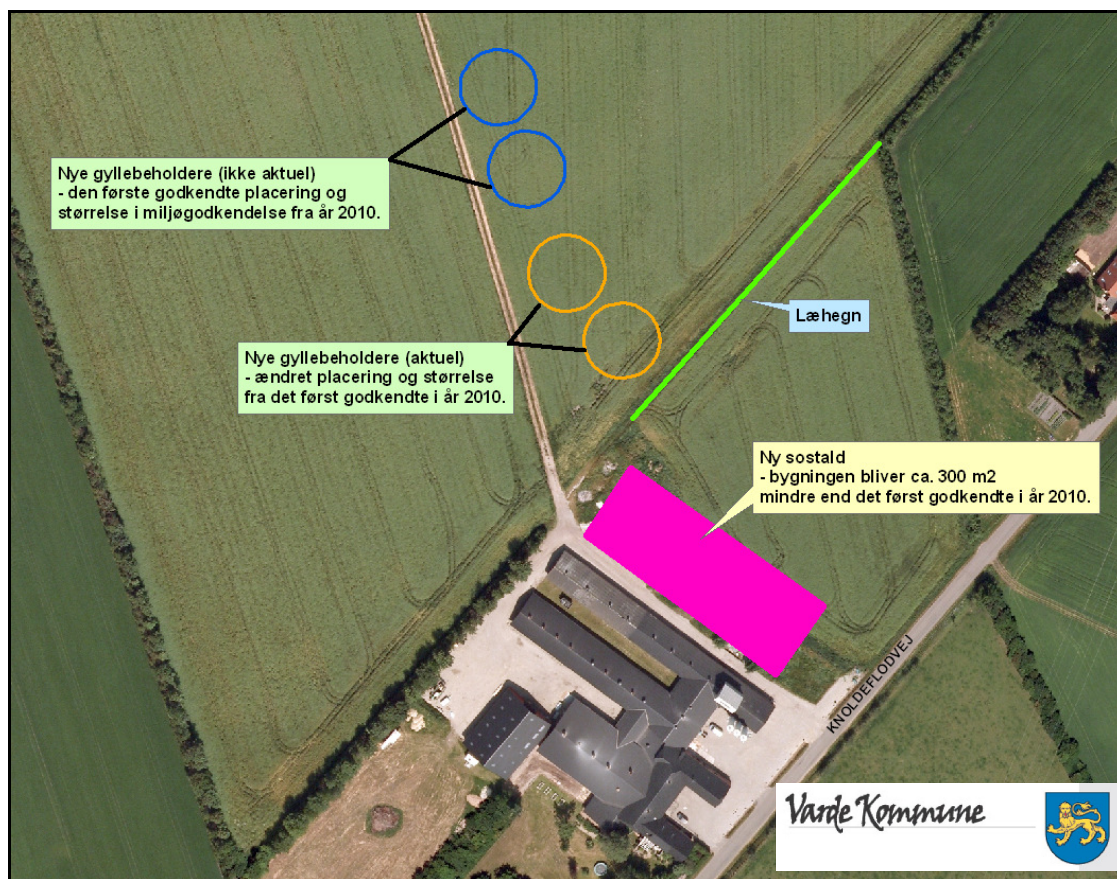 Nye gyllebeholdere (ikke aktuel)
- den første godkendte placering og
størrelse i miljøgodkendelse fra år 2010.
Læhegn
Nye gyllebeholdere (aktuel)
- ændret placering og størrelse
fra det først godkendte i år 2010.
Ny sostald
- bygningen bliver ca. 300 m2
mindre end det først godkendte i år 2010.
KNOLDEFLODVEJ
Varde Kommune